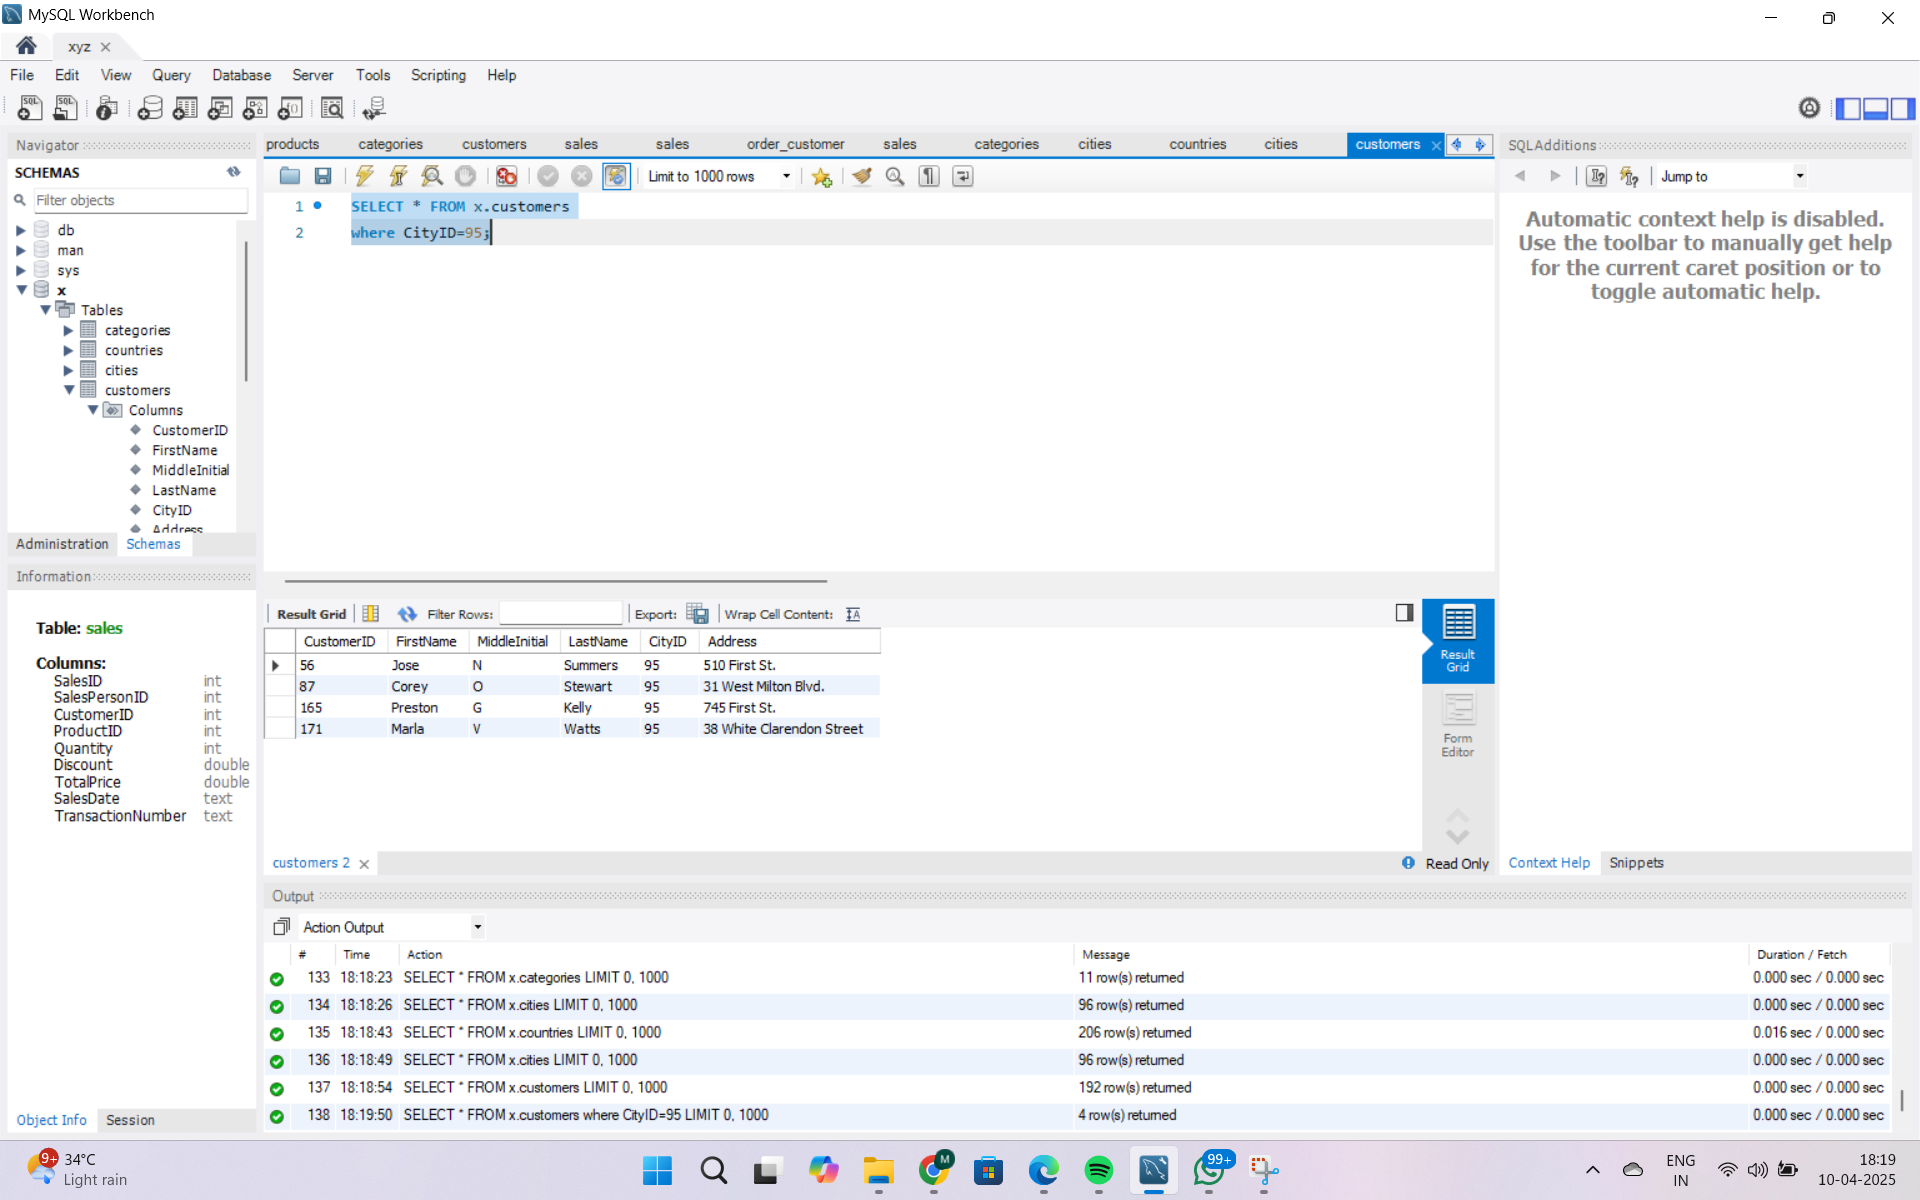 MySQL Workbench
xyz
File Edit View Query Database Server Tools Scripting Help
Navigator
SCHEMAS
Filter objects
db
man
sys
x
Tables
categories
countries
cities
customers
Columns
CustomerID
FirstName
MiddleInitial
LastName
CityID
Address
Administration Schemas
Information
Table: sales
Columns:
SalesID int
SalesPersonID int
CustomerID int
ProductID int
Quantity int
Discount double
TotalPrice double
SalesDate text
TransactionNumber text
Object Info Session
products categories customers sales sales order_customer sales categories cities countries cities customers
Limit to 1000 rows
1 SELECT * FROM x.customers
2 where CityID=95;
Result Grid Filter Rows: Export: Wrap Cell Content:
CustomerID FirstName MiddleInitial LastName CityID Address
56 Jose N Summers 95 510 First St.
87 Corey O Stewart 95 31 West Milton Blvd.
165 Preston G Kelly 95 745 First St.
171 Marla V Watts 95 38 White Clarendon Street
Result
Grid
Form
Editor
customers 2
Read Only
SQLAdditions
Jump to
Automatic context help is disabled.
Use the toolbar to manually get help
for the current caret position or to
toggle automatic help.
Context Help Snippets
Output
Action Output
# Time Action Message Duration / Fetch
133 18:18:23 SELECT * FROM x.categories LIMIT 0, 1000 11 row(s) returned 0.000 sec / 0.000 sec
134 18:18:26 SELECT * FROM x.cities LIMIT 0, 1000 96 row(s) returned 0.000 sec / 0.000 sec
135 18:18:43 SELECT * FROM x.countries LIMIT 0, 1000 206 row(s) returned 0.016 sec / 0.000 sec
136 18:18:49 SELECT * FROM x.cities LIMIT 0, 1000 96 row(s) returned 0.000 sec / 0.000 sec
137 18:18:54 SELECT * FROM x.customers LIMIT 0, 1000 192 row(s) returned 0.000 sec / 0.000 sec
138 18:19:50 SELECT * FROM x.customers where CityID=95 LIMIT 0, 1000 4 row(s) returned 0.000 sec / 0.000 sec
9+
34°C
Light rain
M
99+
ENG
IN
18:19
10-04-2025